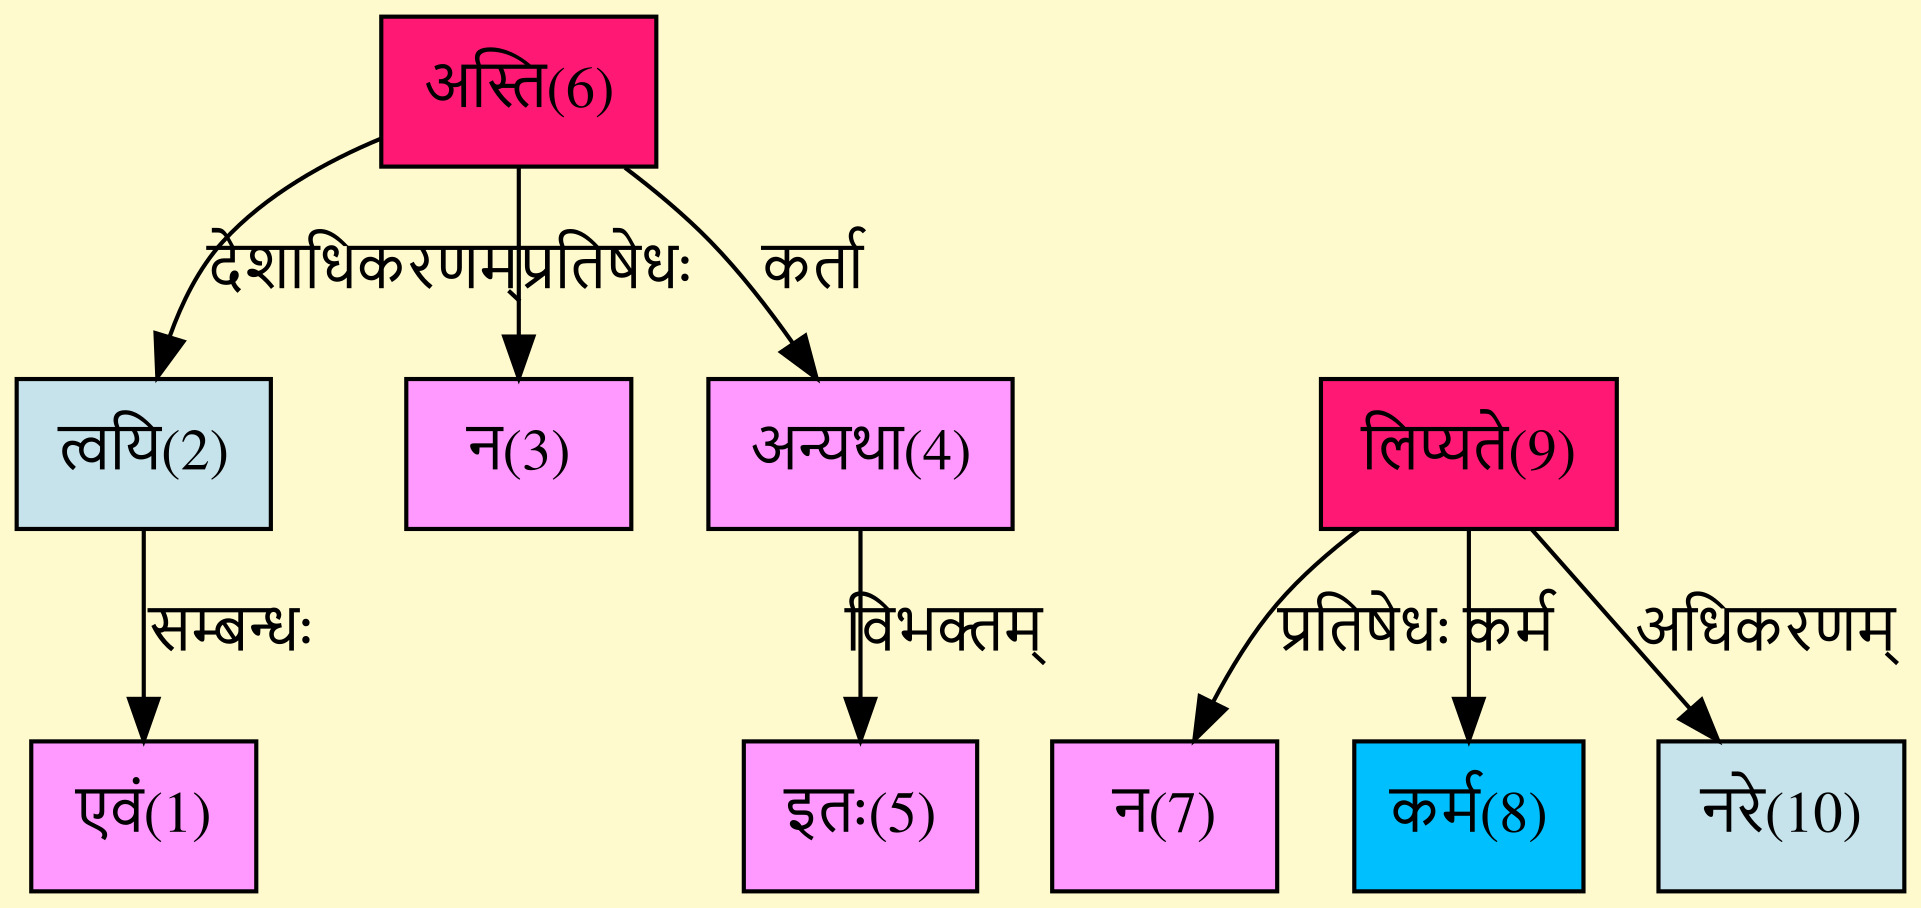 अस्ति(6)
देशाधिकरणम् प्रतिषेधः कर्ता
त्वयि(2) न(3) अन्यथा(4) लिप्यते(9)
सम्बन्धः विभक्तम् प्रतिषेधः कर्म अधिकरणम्
एवं(1) इतः(5) न(7) कर्म(8) नरे(10)